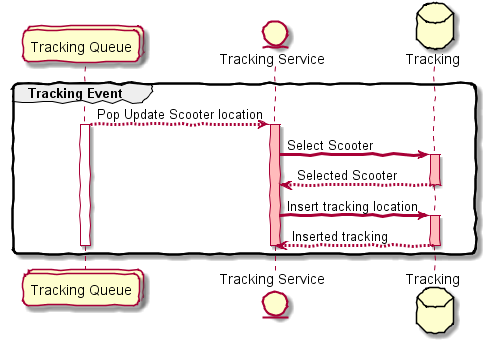 Tracking Queue
Tracking Service
Tracking
Tracking Event
Pop Update Scooter location
Select Scooter
Selected Scooter
Insert tracking location
Inserted tracking
Tracking Queue
Tracking Service
Tracking